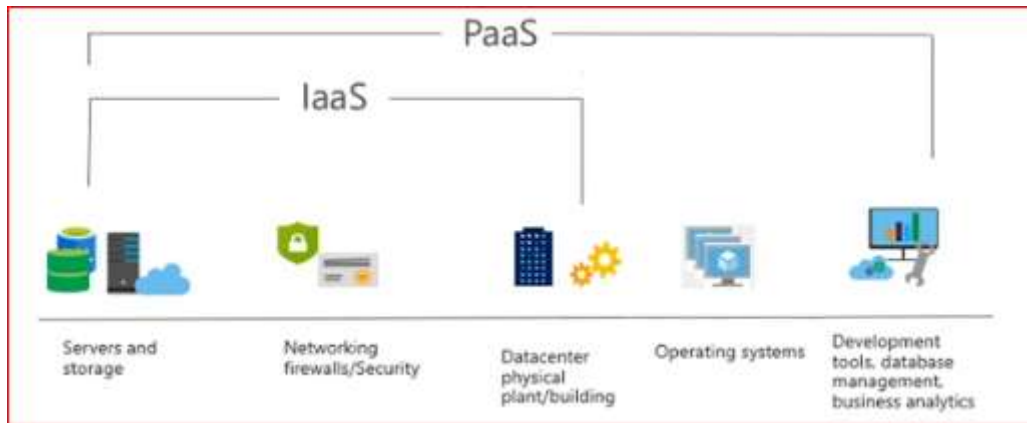 PaaS
IaaS
Servers and
storage
Networking
firewalls/Security
Datacenter
physical
plant/building
Operating systems
Development
tools, database
management,
business analytics